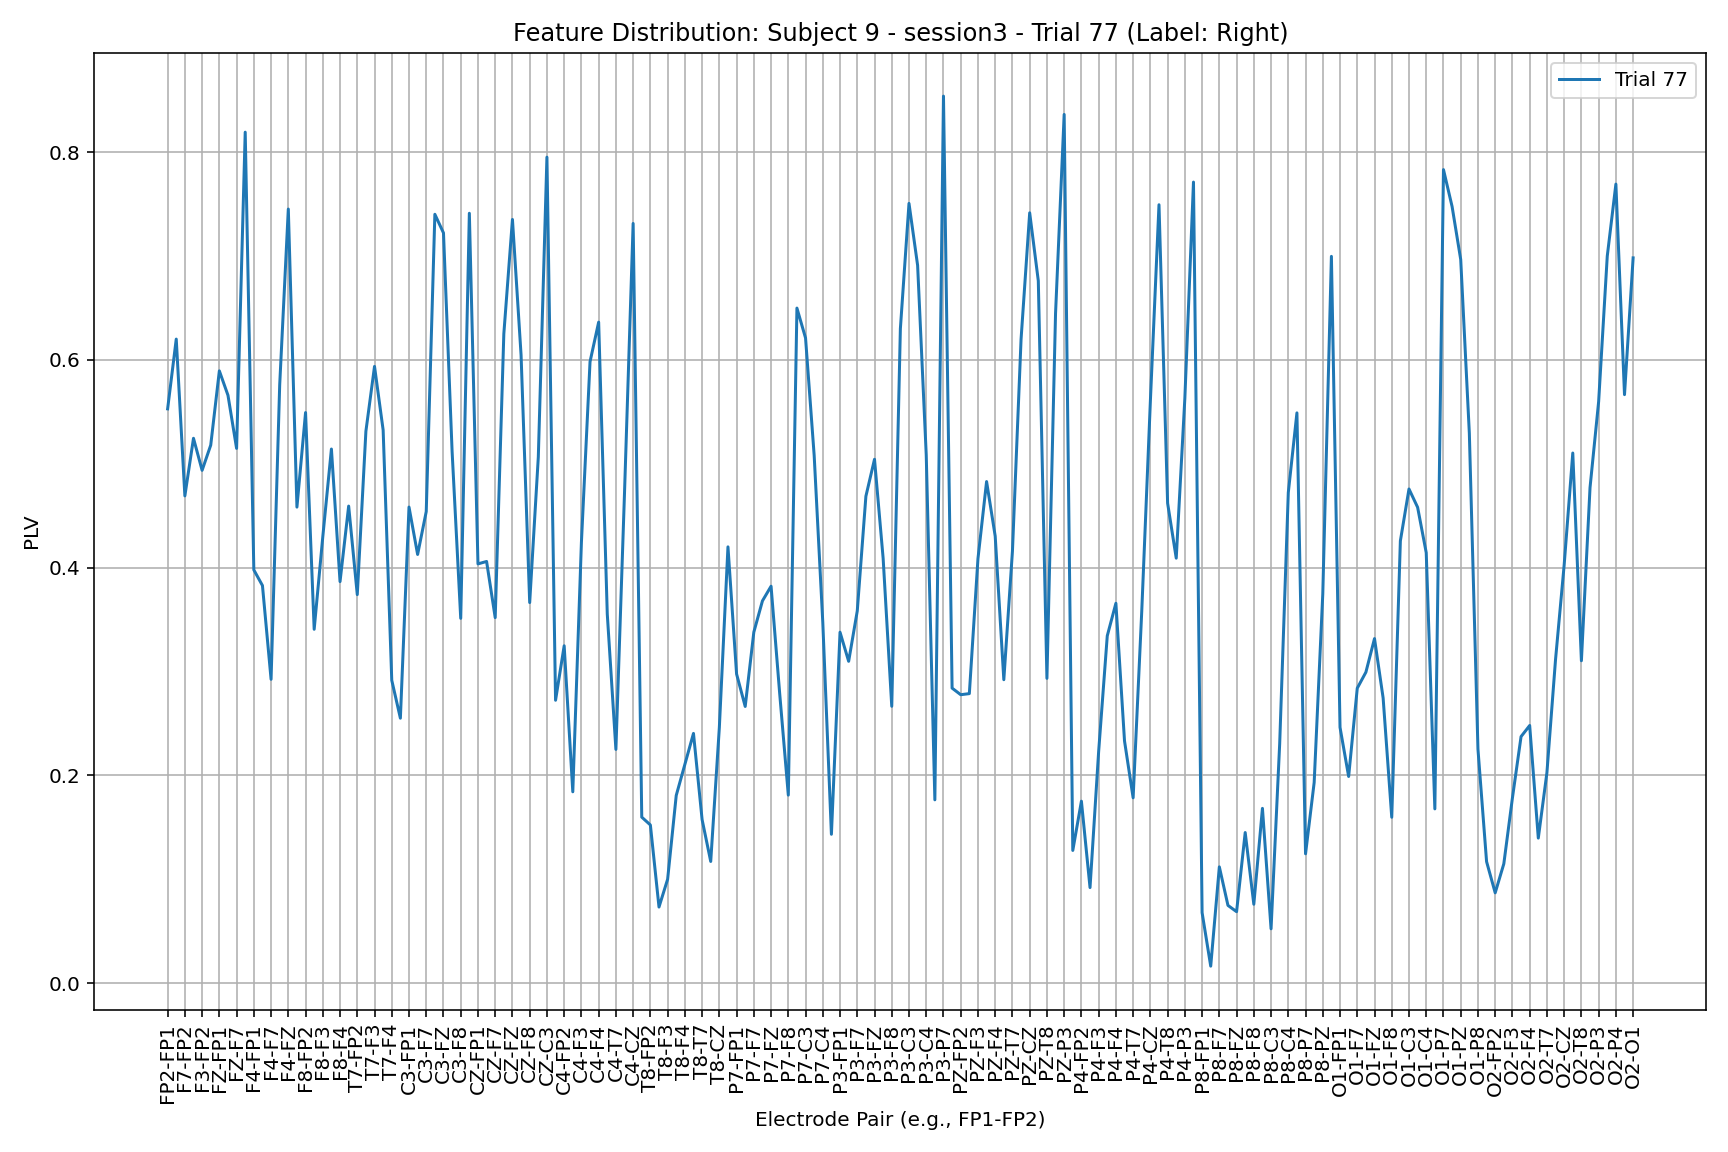 Feature Distribution: Subject 9 - session3 - Trial 77 (Label: Right)
Trial 77
PLV
0.8
0.6
0.4
0.2
0.0
FP2-FP1
F7-FP2
F3-FP2
FZ-FP1
FZ-F7
F4-FP1
F4-F7
F4-FZ
F8-FP2
F8-F3
F8-F4
T7-FP2
T7-F3
T7-F4
C3-FP1
C3-F7
C3-FZ
C3-F8
CZ-FP1
CZ-F7
CZ-FZ
CZ-F8
CZ-C3
C4-FP2
C4-F3
C4-F4
C4-T7
C4-CZ
T8-FP2
T8-F3
T8-F4
T8-T7
T8-CZ
P7-FP1
P7-F7
P7-FZ
P7-F8
P7-C3
P7-C4
P3-FP1
P3-F7
P3-FZ
P3-F8
P3-C3
P3-C4
P3-P7
PZ-FP2
PZ-F3
PZ-F4
PZ-T7
PZ-CZ
PZ-T8
PZ-P3
P4-FP2
P4-F3
P4-F4
P4-T7
P4-CZ
P4-T8
P4-P3
P8-FP1
P8-F7
P8-FZ
P8-F8
P8-C3
P8-C4
P8-P7
P8-PZ
O1-FP1
O1-F7
O1-FZ
O1-F8
O1-C3
O1-C4
O1-P7
O1-PZ
O1-P8
O2-FP2
O2-F3
O2-F4
O2-T7
O2-CZ
O2-T8
O2-P3
O2-P4
O2-O1
Electrode Pair (e.g., FP1-FP2)